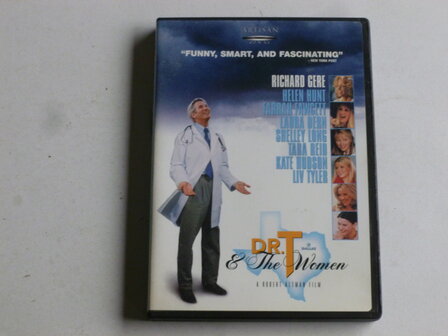 ARTISAN
"FUNNY, SMART, AND FASCINATING"
- NEW YORK POST
RICHARD GERE
HELEN HUNT
FARRAH FAWCETT
LAURA DERN
SHELLEY LONG
TARA REID
KATE HUDSON
LIV TYLER
DR. T
DALLAS
& The Women
A ROBERT ALTMAN FILM